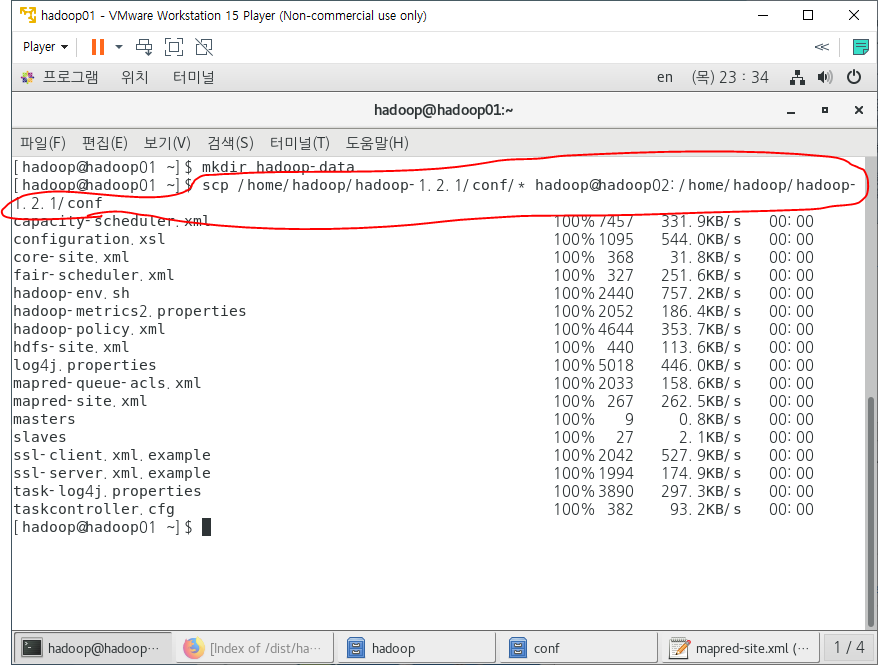 hadoop01 - VMware Workstation 15 Player (Non-commercial use only)
Player
프로그램 위치 터미널 en (목) 23 : 34
hadoop@hadoop01:~
파일(F) 편집(E) 보기(V) 검색(S) 터미널(T) 도움말(H)
[hadoop@hadoop01 ~]$ mkdir hadoop-data
[hadoop@hadoop01 ~]$ scp /home/hadoop/hadoop-1.2.1/conf/* hadoop@hadoop02:/home/hadoop/hadoop-
1.2.1/conf
capacity-scheduler.xml 100% 7457 331.9KB/s 00:00
configuration.xsl 100% 1095 544.0KB/s 00:00
core-site.xml 100% 368 31.8KB/s 00:00
fair-scheduler.xml 100% 327 251.6KB/s 00:00
hadoop-env.sh 100% 2440 757.2KB/s 00:00
hadoop-metrics2.properties 100% 2052 186.4KB/s 00:00
hadoop-policy.xml 100% 4644 353.7KB/s 00:00
hdfs-site.xml 100% 440 113.6KB/s 00:00
log4j.properties 100% 5018 446.0KB/s 00:00
mapred-queue-acls.xml 100% 2033 158.6KB/s 00:00
mapred-site.xml 100% 267 262.5KB/s 00:00
masters 100% 9 0.8KB/s 00:00
slaves 100% 27 2.1KB/s 00:00
ssl-client.xml.example 100% 2042 527.9KB/s 00:00
ssl-server.xml.example 100% 1994 174.9KB/s 00:00
task-log4j.properties 100% 3890 297.3KB/s 00:00
taskcontroller.cfg 100% 382 93.2KB/s 00:00
[hadoop@hadoop01 ~]$
hadoop@hadoop··· [Index of /dist/ha··· hadoop conf mapred-site.xml (··· 1 / 4